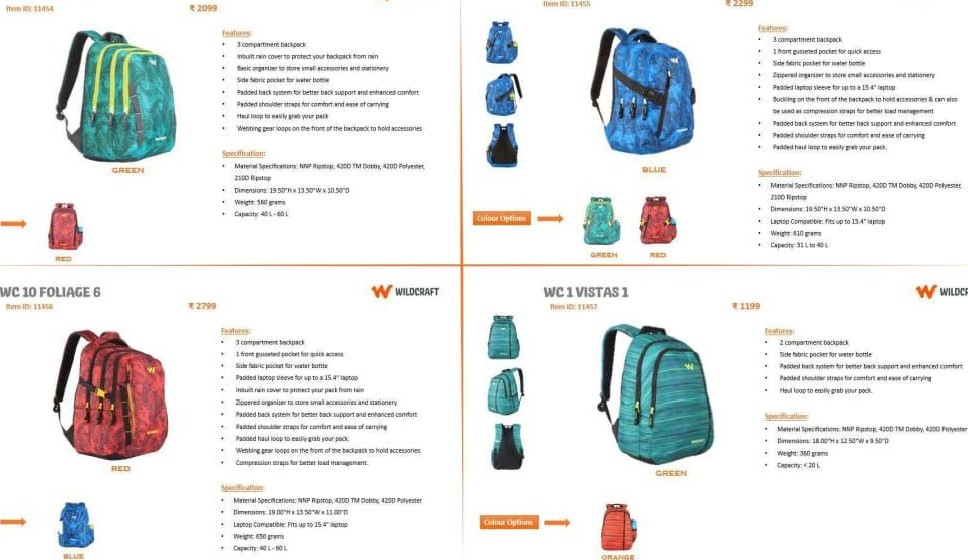 Item ID: 11454
₹ 2099
Features:
• 3 compartment backpack
• Inbuilt rain cover to protect your backpack from rain
• Basic organizer to store small accessories and stationery
• Side fabric pocket for water bottle
• Padded back system for better back support and enhanced comfort
• Padded shoulder straps for comfort and ease of carrying
• Haul loop to easily grab your pack
• Webbing gear loops on the front of the backpack to hold accessories
GREEN
Specification:
• Material Specifications: NNP Ripstop, 420D TM Dobby, 420D Polyester,
210D Ripstop
• Dimensions: 19.50"H x 13.50"W x 10.50"D
• Weight: 560 grams
• Capacity: 40 L - 60 L
RED
Item ID: 11455
₹ 2299
Features:
• 3 compartment backpack
• 1 front gusseted pocket for quick access
• Side fabric pocket for water bottle
• Zippered organizer to store small accessories and stationery
• Padded laptop sleeve for up to a 15.4" laptop
• Buckling on the front of the backpack to hold accessories & can also
be used as compression straps for better load management
• Padded back system for better back support and enhanced comfort
• Padded shoulder straps for comfort and ease of carrying
• Padded haul loop to easily grab your pack.
BLUE
Specification:
• Material Specifications: NNP Ripstop, 420D TM Dobby, 420D Polyester,
210D Ripstop
• Dimensions: 19.50"H x 13.50"W x 10.50"D
• Laptop Compatible: Fits up to 15.4" laptop
• Weight: 610 grams
• Capacity: 31 L to 40 L
Colour Options
GREEN
RED
WC 10 FOLIAGE 6
WILDCRAFT
Item ID: 11456
₹ 2799
Features:
• 3 compartment backpack
• 1 front gusseted pocket for quick access
• Side fabric pocket for water bottle
• Padded laptop sleeve for up to a 15.4" laptop
• Inbuilt rain cover to protect your pack from rain
• Zippered organizer to store small accessories and stationery
• Padded back system for better back support and enhanced comfort
• Padded shoulder straps for comfort and ease of carrying
• Padded haul loop to easily grab your pack.
• Webbing gear loops on the front of the backpack to hold accessories
• Compression straps for better load management.
RED
Specification:
• Material Specifications: NNP Ripstop, 420D TM Dobby, 420D Polyester
• Dimensions: 19.00"H x 13.50"W x 11.00"D
• Laptop Compatible: Fits up to 15.4" laptop
• Weight: 650 grams
• Capacity: 40 L - 60 L
BLUE
WC 1 VISTAS 1
WILDCR
Item ID: 11457
₹ 1199
Features:
• 2 compartment backpack
• Side fabric pocket for water bottle
• Padded back system for better back support and enhanced comfort
• Padded shoulder straps for comfort and ease of carrying
• Haul loop to easily grab your pack.
GREEN
Specification:
• Material Specifications: NNP Ripstop, 420D TM Dobby, 420D Polyester
• Dimensions: 18.00"H x 12.50"W x 9.50"D
• Weight: 360 grams
• Capacity: < 20 L
Colour Options
ORANGE